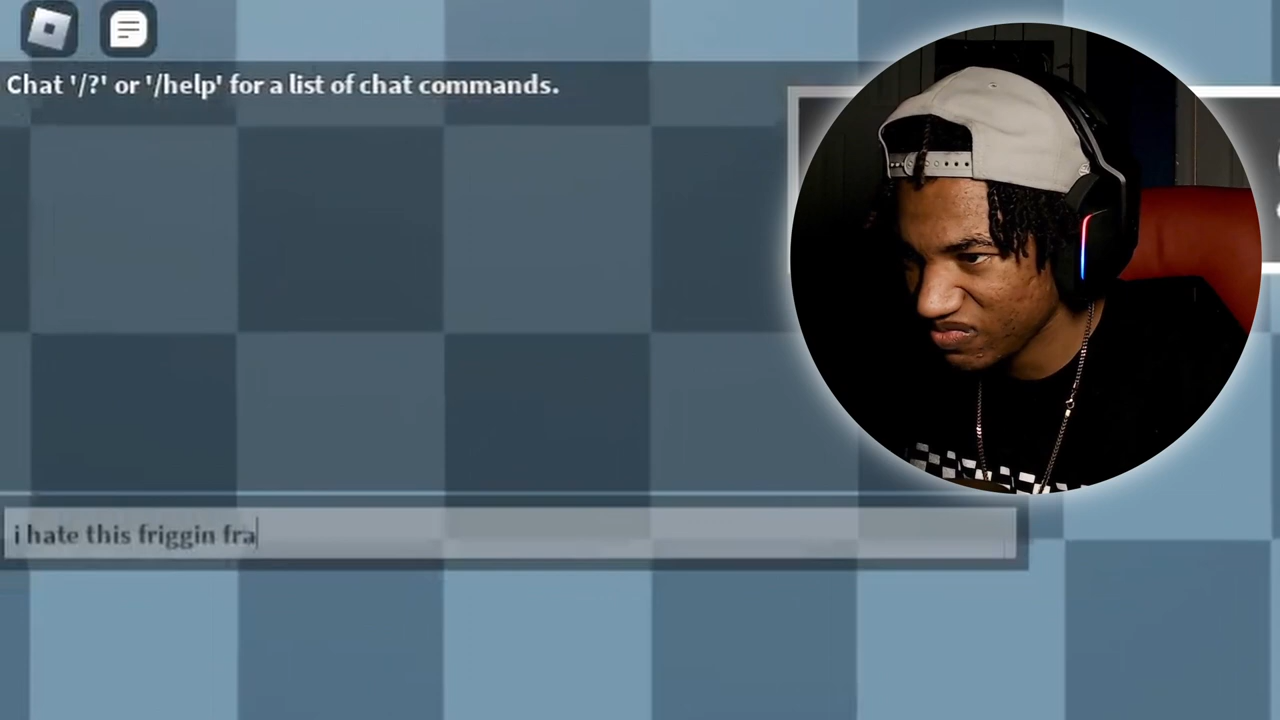 Chat '/?' or '/help' for a list of chat commands.
i hate this friggin fra